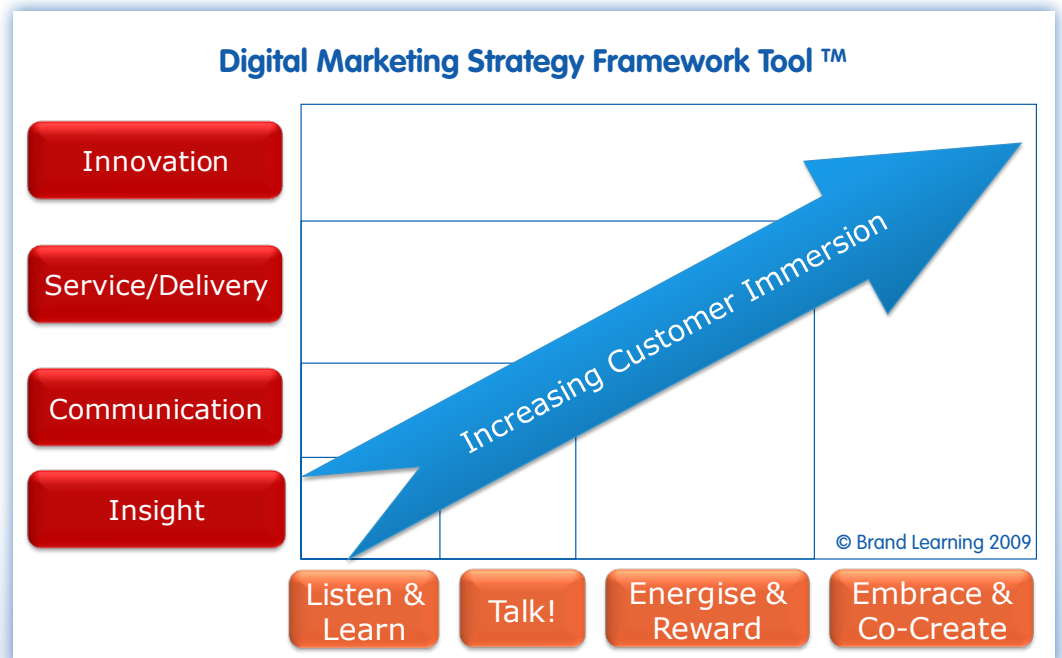 Digital Marketing Strategy Framework Tool ™
Innovation
Service/Delivery
Communication
Insight
Increasing Customer Immersion
© Brand Learning 2009
Listen &
Learn
Talk!
Energise &
Reward
Embrace &
Co-Create